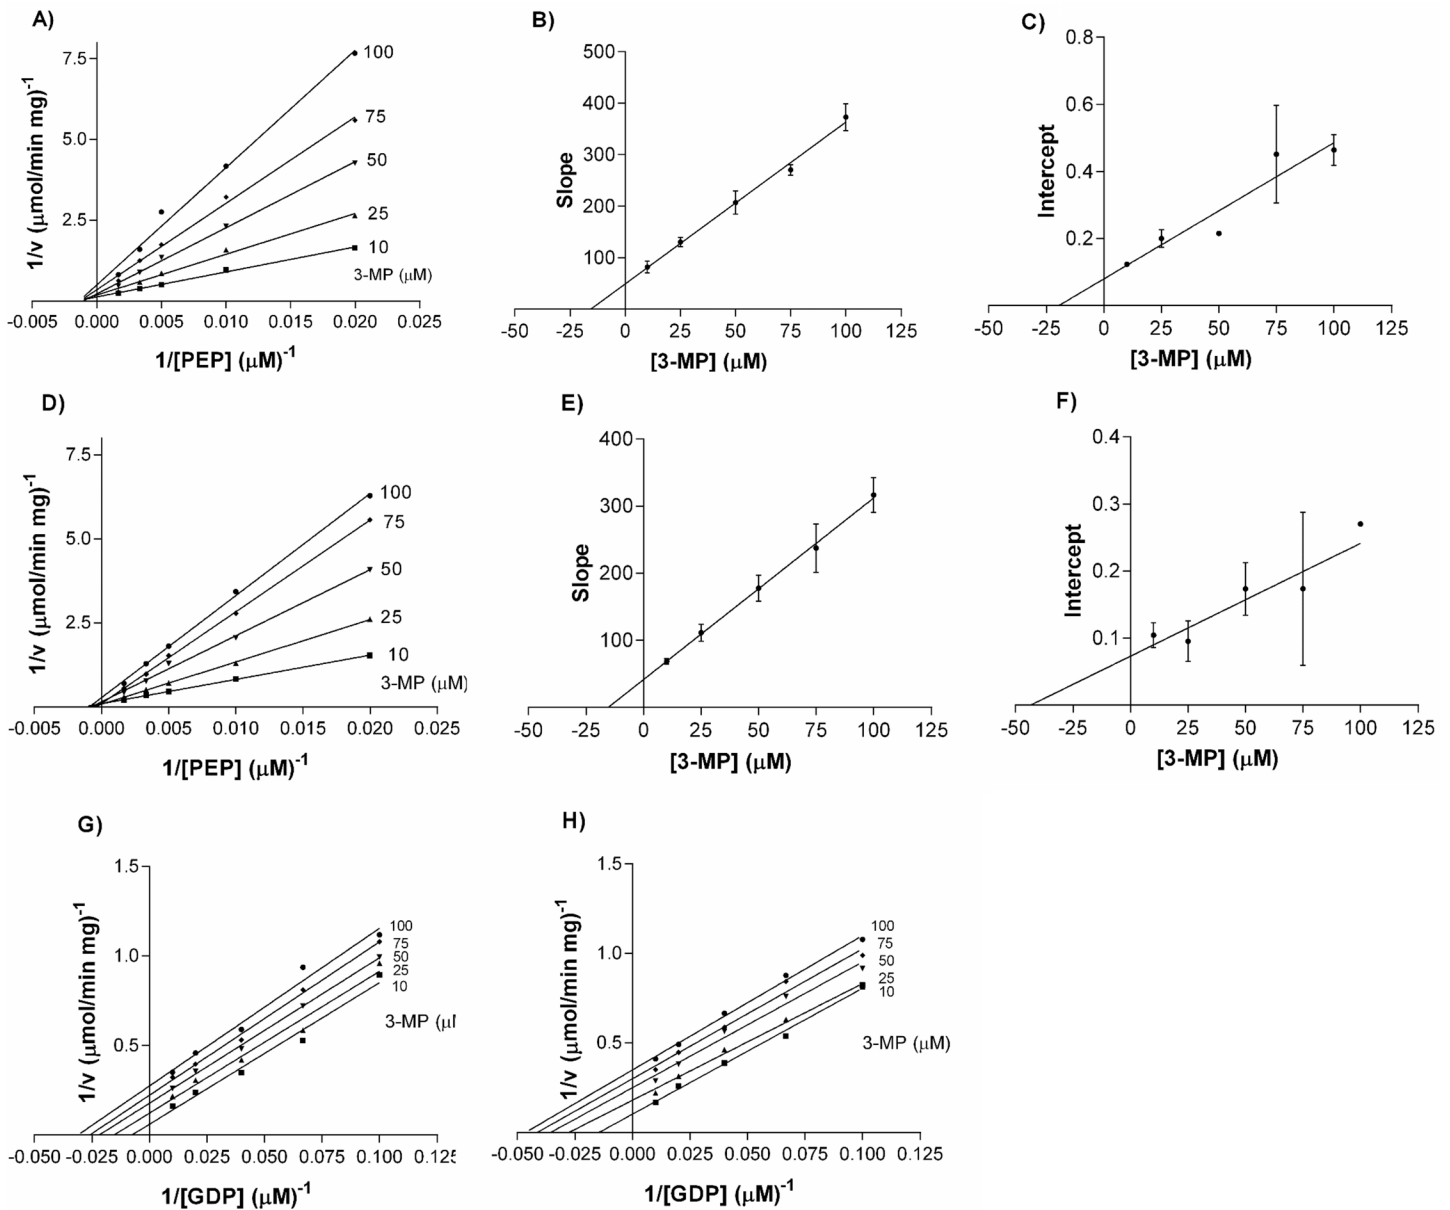 A)
1/v (μmol/min mg)-1
7.5
5.0
2.5
100
75
50
25
10
3-MP (μM)
-0.005 0.000 0.005 0.010 0.015 0.020 0.025
1/[PEP] (μM)-1
B)
Slope
500
400
300
200
100
-50 -25 0 25 50 75 100 125
[3-MP] (μM)
C)
Intercept
0.8
0.6
0.4
0.2
-50 -25 0 25 50 75 100 125
[3-MP] (μM)
D)
1/v (μmol/min mg)-1
7.5
5.0
2.5
100
75
50
25
10
3-MP (μM)
-0.005 0.000 0.005 0.010 0.015 0.020 0.025
1/[PEP] (μM)-1
E)
Slope
400
300
200
100
-50 -25 0 25 50 75 100 125
[3-MP] (μM)
F)
Intercept
0.4
0.3
0.2
0.1
-50 -25 0 25 50 75 100 125
[3-MP] (μM)
G)
1/v (μmol/min mg)-1
1.5
1.0
0.5
100
75
50
25
10
3-MP (μ
-0.050 -0.025 0.000 0.025 0.050 0.075 0.100 0.125
1/[GDP] (μM)-1
H)
1/v (μmol/min mg)-1
1.5
1.0
0.5
100
75
50
25
10
3-MP (μM)
-0.050 -0.025 0.000 0.025 0.050 0.075 0.100 0.125
1/[GDP] (μM)-1